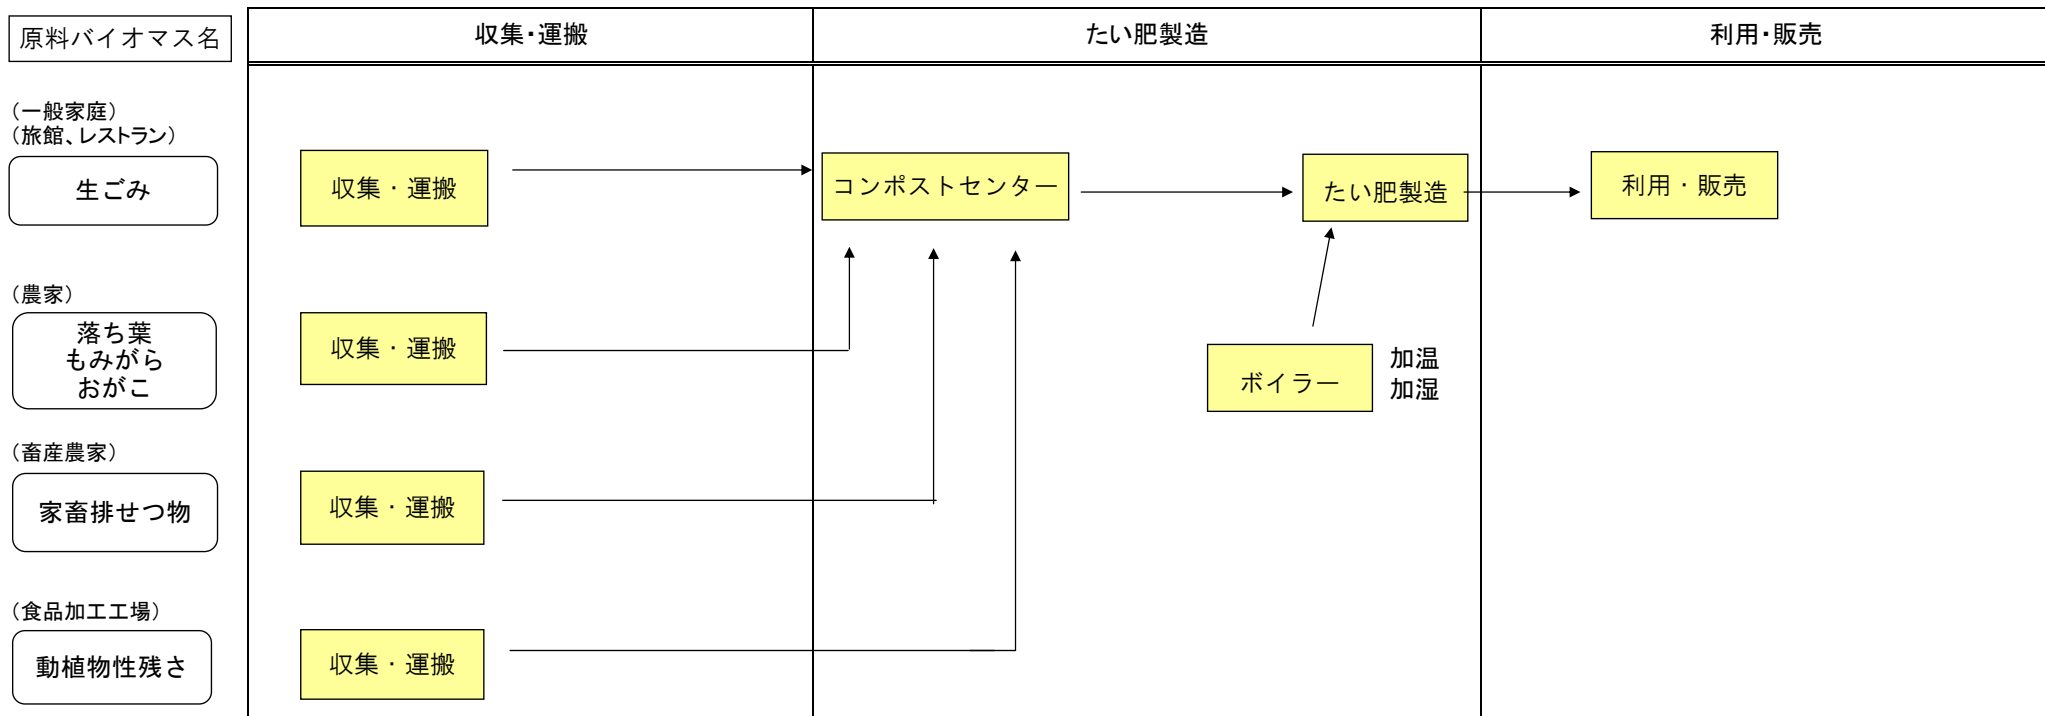 原料バイオマス名
収集・運搬
たい肥製造
利用・販売
（一般家庭）
（旅館、レストラン）
生ごみ
収集・運搬
コンポストセンター
たい肥製造
利用・販売
（農家）
落ち葉
もみがら
おがこ
収集・運搬
ボイラー
加温
加湿
（畜産農家）
家畜排せつ物
収集・運搬
（食品加工工場）
動植物性残さ
収集・運搬